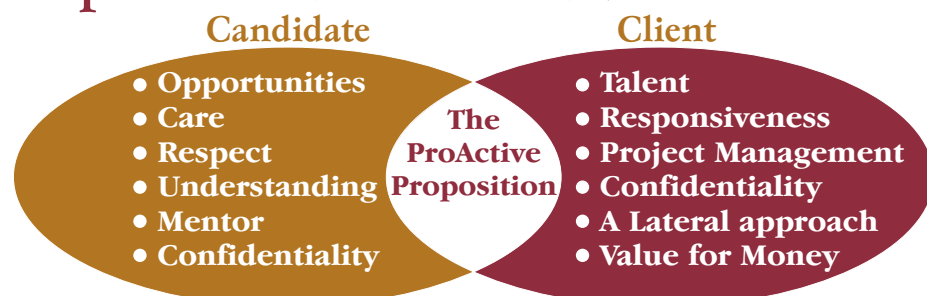 Candidate
• Opportunities
• Care
• Respect
• Understanding
• Mentor
• Confidentiality
The
ProActive
Proposition
Client
• Talent
• Responsiveness
• Project Management
• Confidentiality
• A Lateral approach
• Value for Money